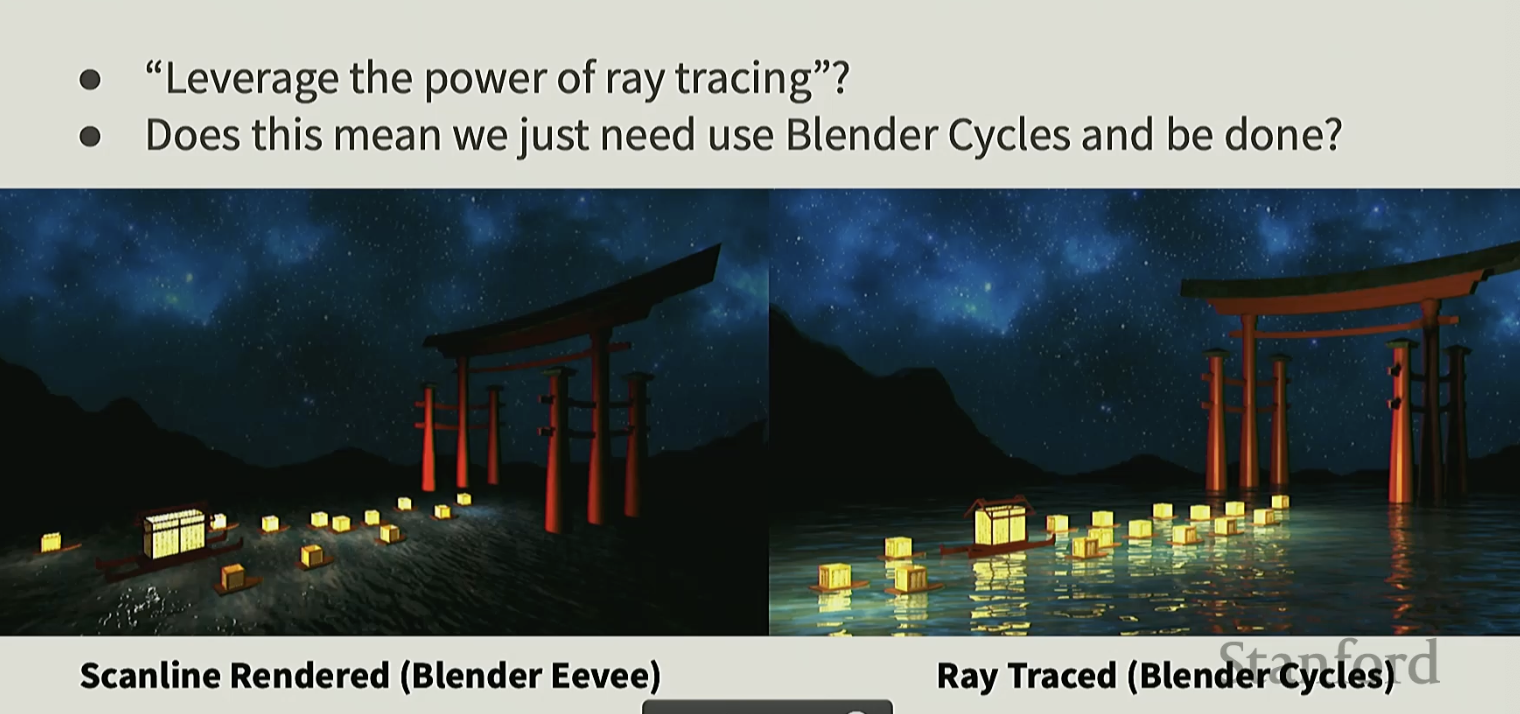 “Leverage the power of ray tracing”?
Does this mean we just need use Blender Cycles and be done?
Scanline Rendered (Blender Eevee)
Ray Traced (Blender Cycles)
Stanford